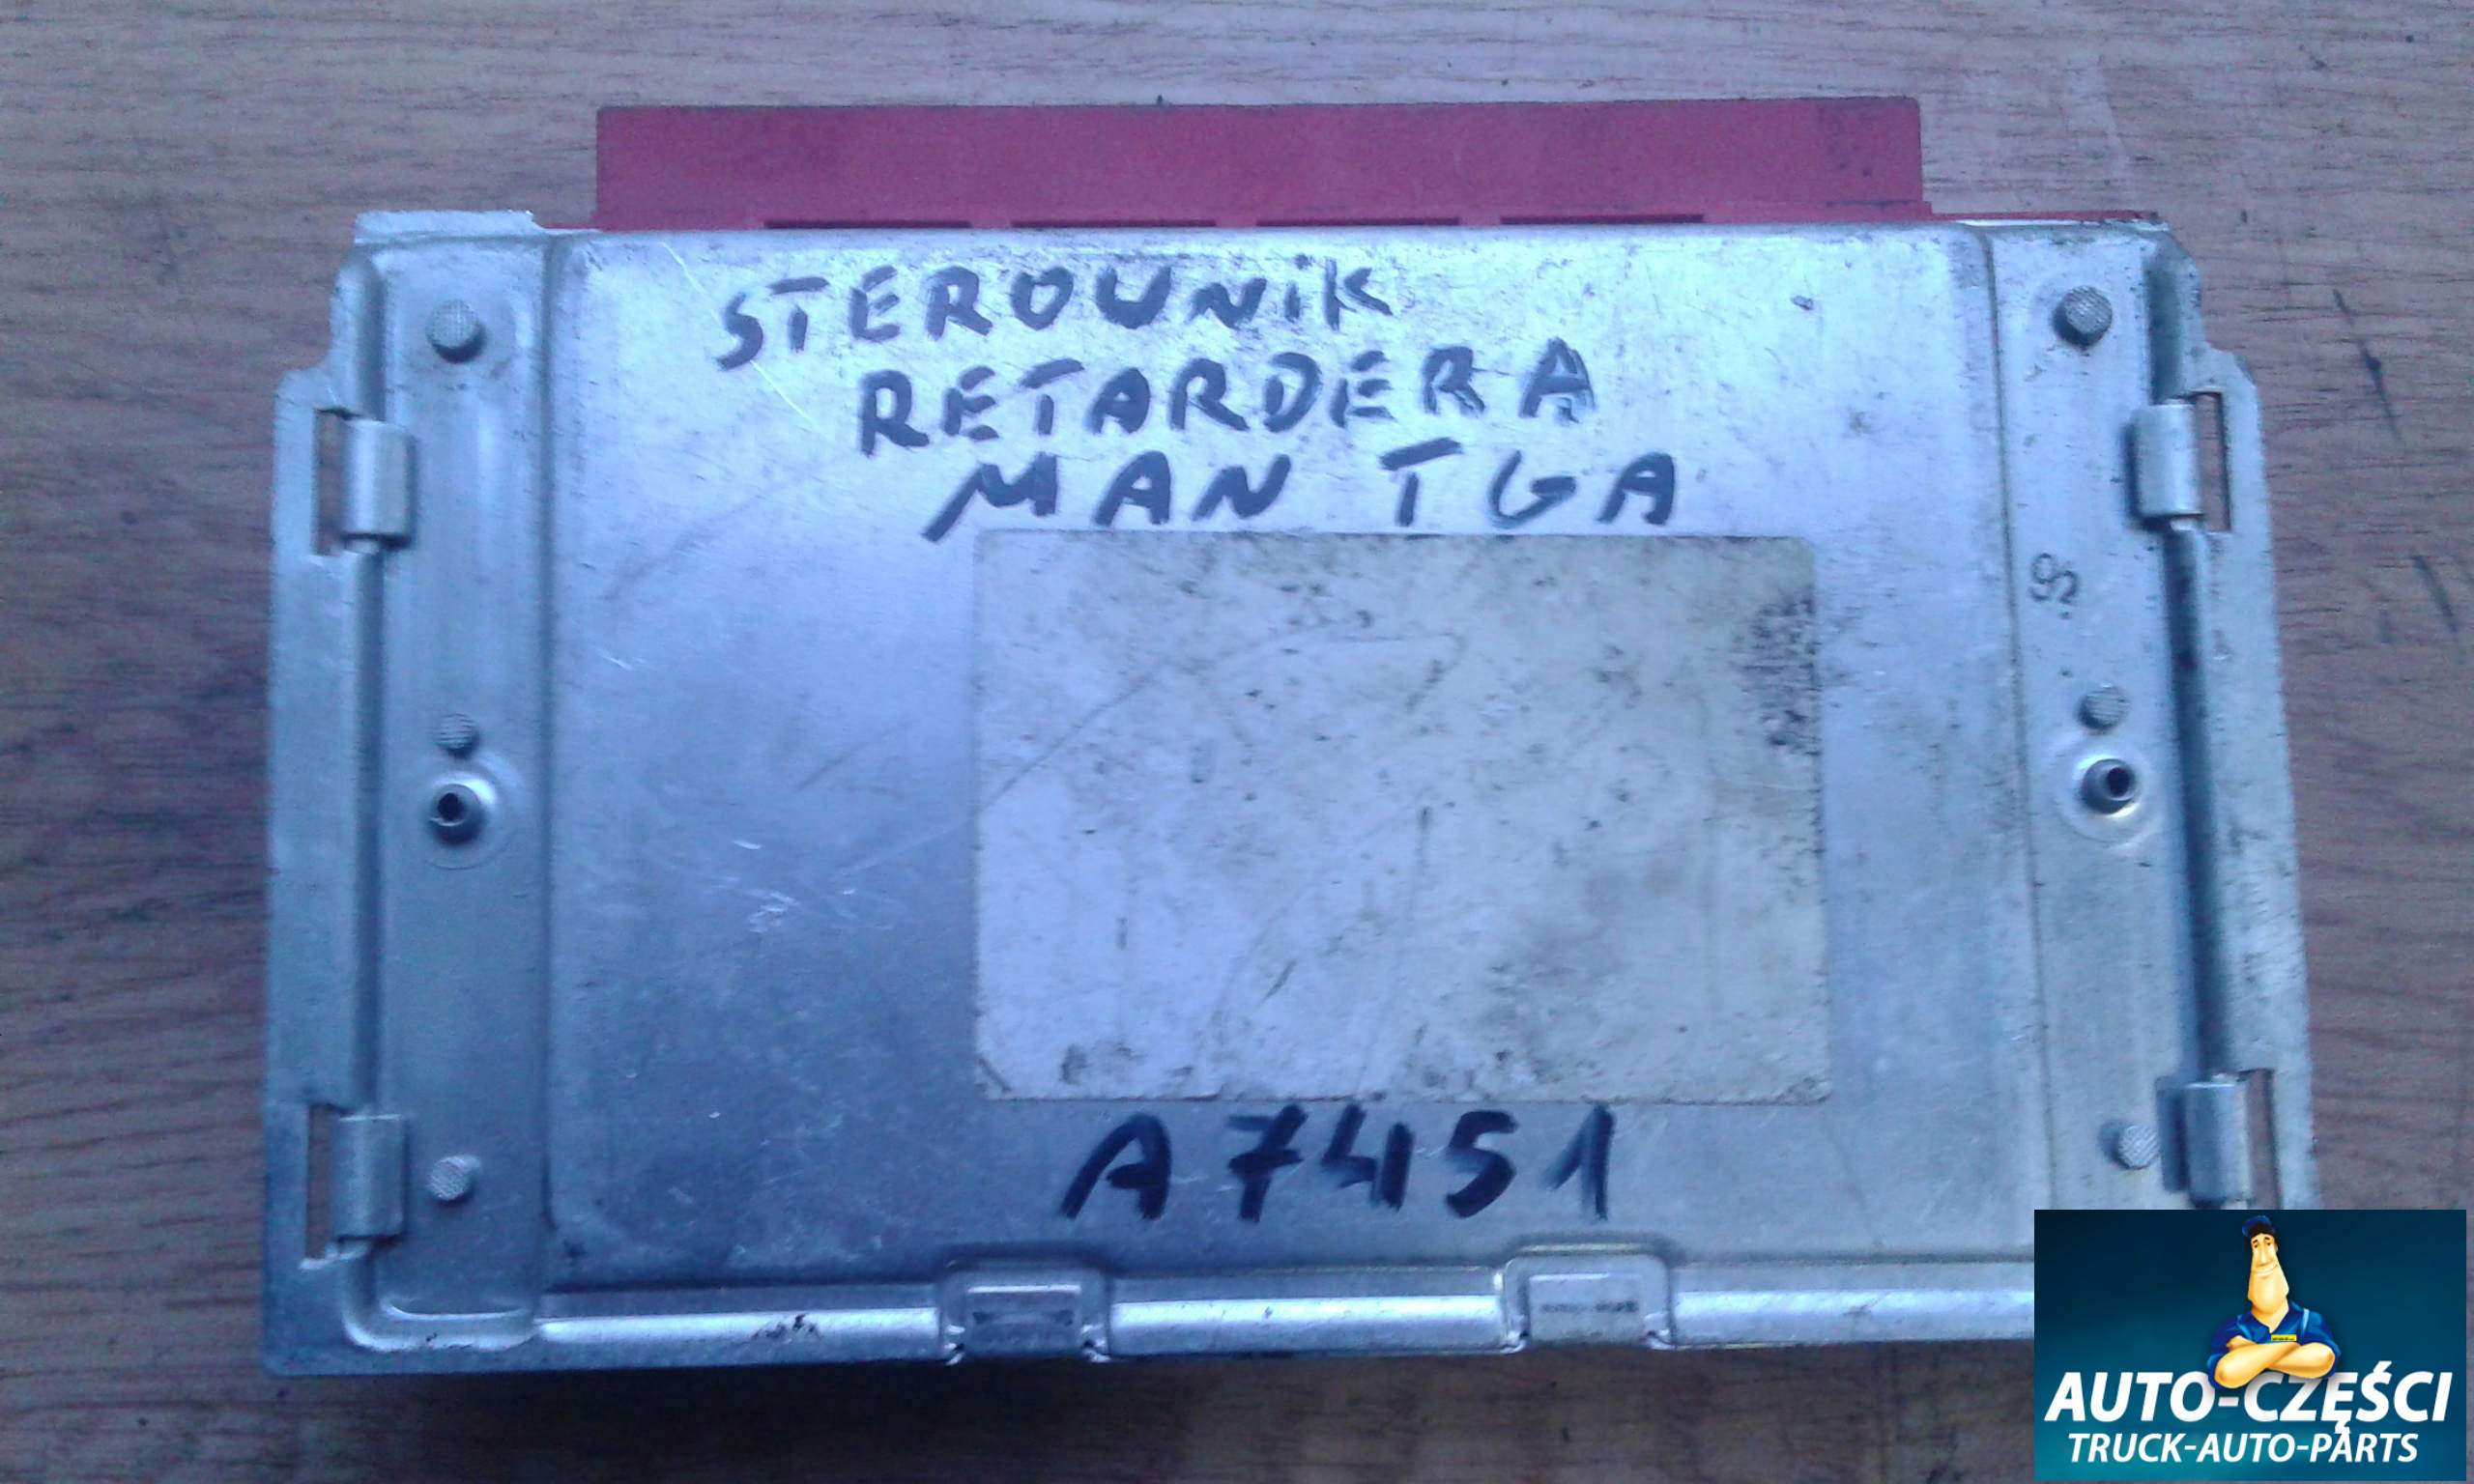 STEROWNIK
RETARDERA
MAN TGA
A7451
AUTO-CZĘŚCI
TRUCK-AUTO-PARTS